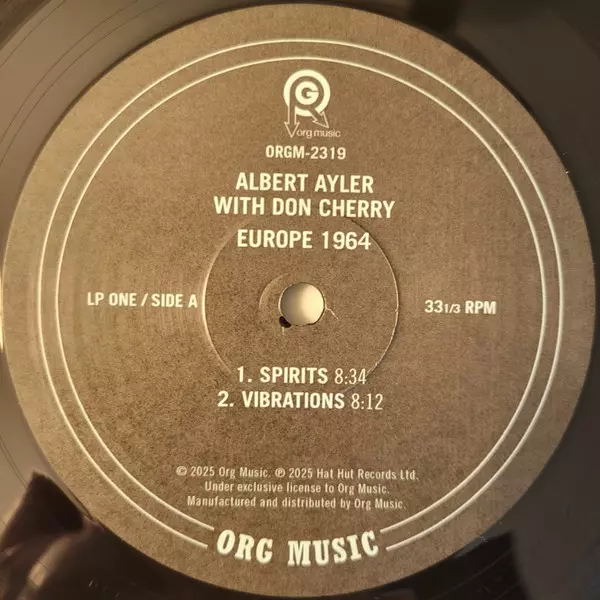 RG
org music
ORGM-2319
ALBERT AYLER
WITH DON CHERRY
EUROPE 1964
LP ONE / SIDE A
33 1/3 RPM
1. SPIRITS 8:34
2. VIBRATIONS 8:12
© 2025 Org Music. ℗ 2025 Hat Hut Records Ltd.
Under exclusive license to Org Music.
Manufactured and distributed by Org Music.
ORG MUSIC